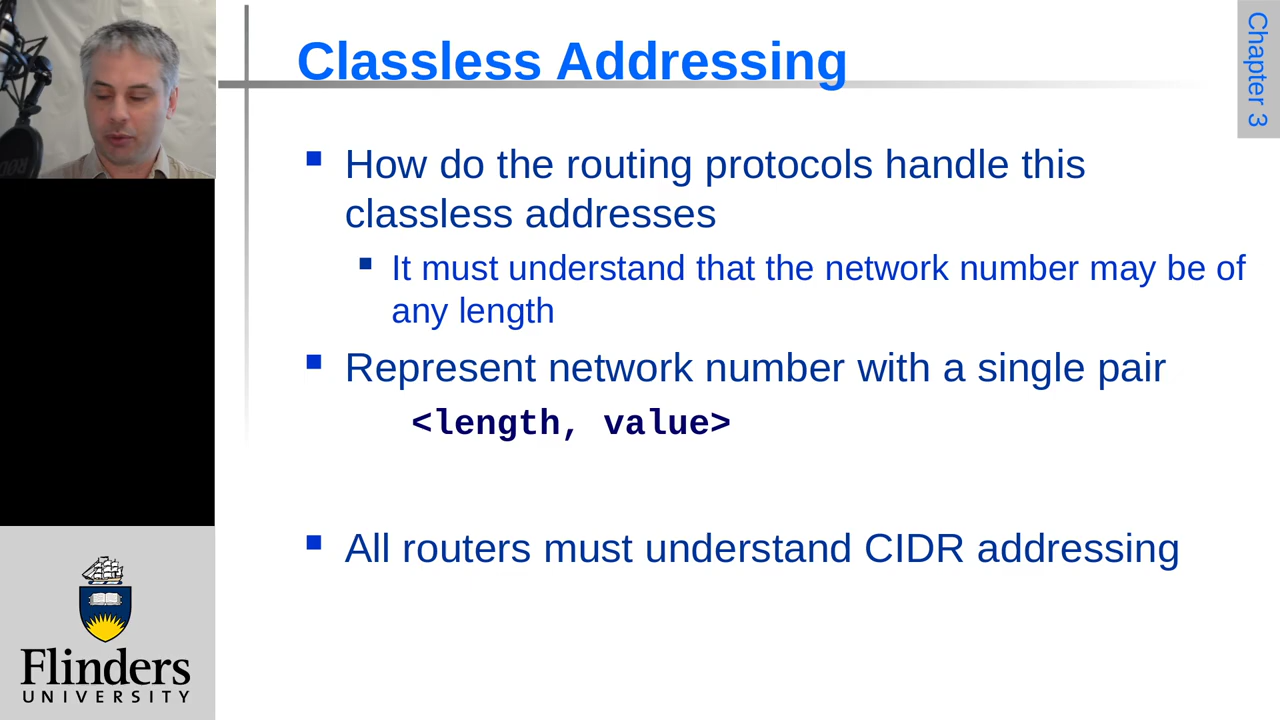 Classless Addressing
Chapter 3
How do the routing protocols handle this
classless addresses
It must understand that the network number may be of
any length
Represent network number with a single pair
<length, value>
All routers must understand CIDR addressing
Flinders
UNIVERSITY